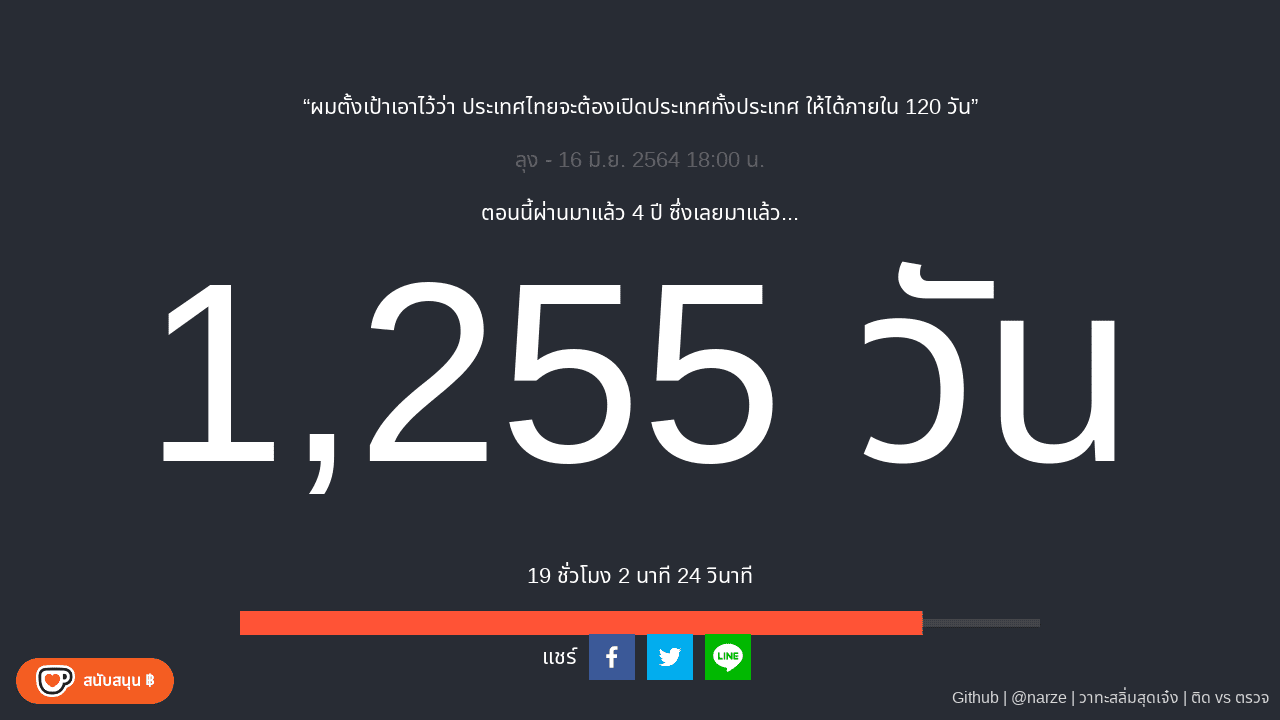 “ผมตั้งเป้าเอาไว้ว่า ประเทศไทยจะต้องเปิดประเทศทั้งประเทศ ให้ได้ภายใน 120 วัน”
ลุง - 16 มิ.ย. 2564 18:00 น.
ตอนนี้ผ่านมาแล้ว 4 ปี ซึ่งเลยมาแล้ว...
1,255 วัน
19 ชั่วโมง 2 นาที 24 วินาที
แชร์
LINE
สนับสนุน ฿
Github | @narze | วาทะสลิ่มสุดเจ๋ง | ติด vs ตรวจ